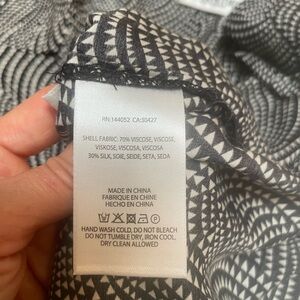 RN:144052 CA:30427
SHELL FABRIC: 70% VISCOSE, VISCOSE,
VISKOSE, VISCOSA, VISCOSA
30% SILK, SOIE, SEIDE, SETA, SEDA
MADE IN CHINA
FABRIQUE EN CHINE
HECHO EN CHINA
HAND WASH COLD, DO NOT BLEACH
DO NOT TUMBLE DRY, IRON COOL,
DRY CLEAN ALLOWED